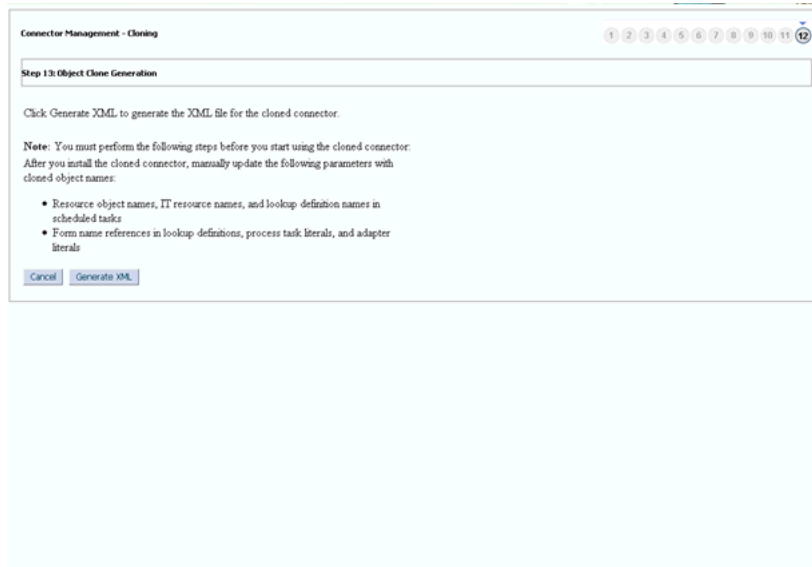 Connector Management - Cloning
1 2 3 4 5 6 7 8 9 10 11 12
Step 13: Object Clone Generation
Click Generate XML to generate the XML file for the cloned connector.
Note: You must perform the following steps before you start using the cloned connector:
After you install the cloned connector, manually update the following parameters with
cloned object names:
• Resource object names, IT resource names, and lookup definition names in
scheduled tasks
• Form name references in lookup definitions, process task literals, and adapter
literals
Cancel Generate XML